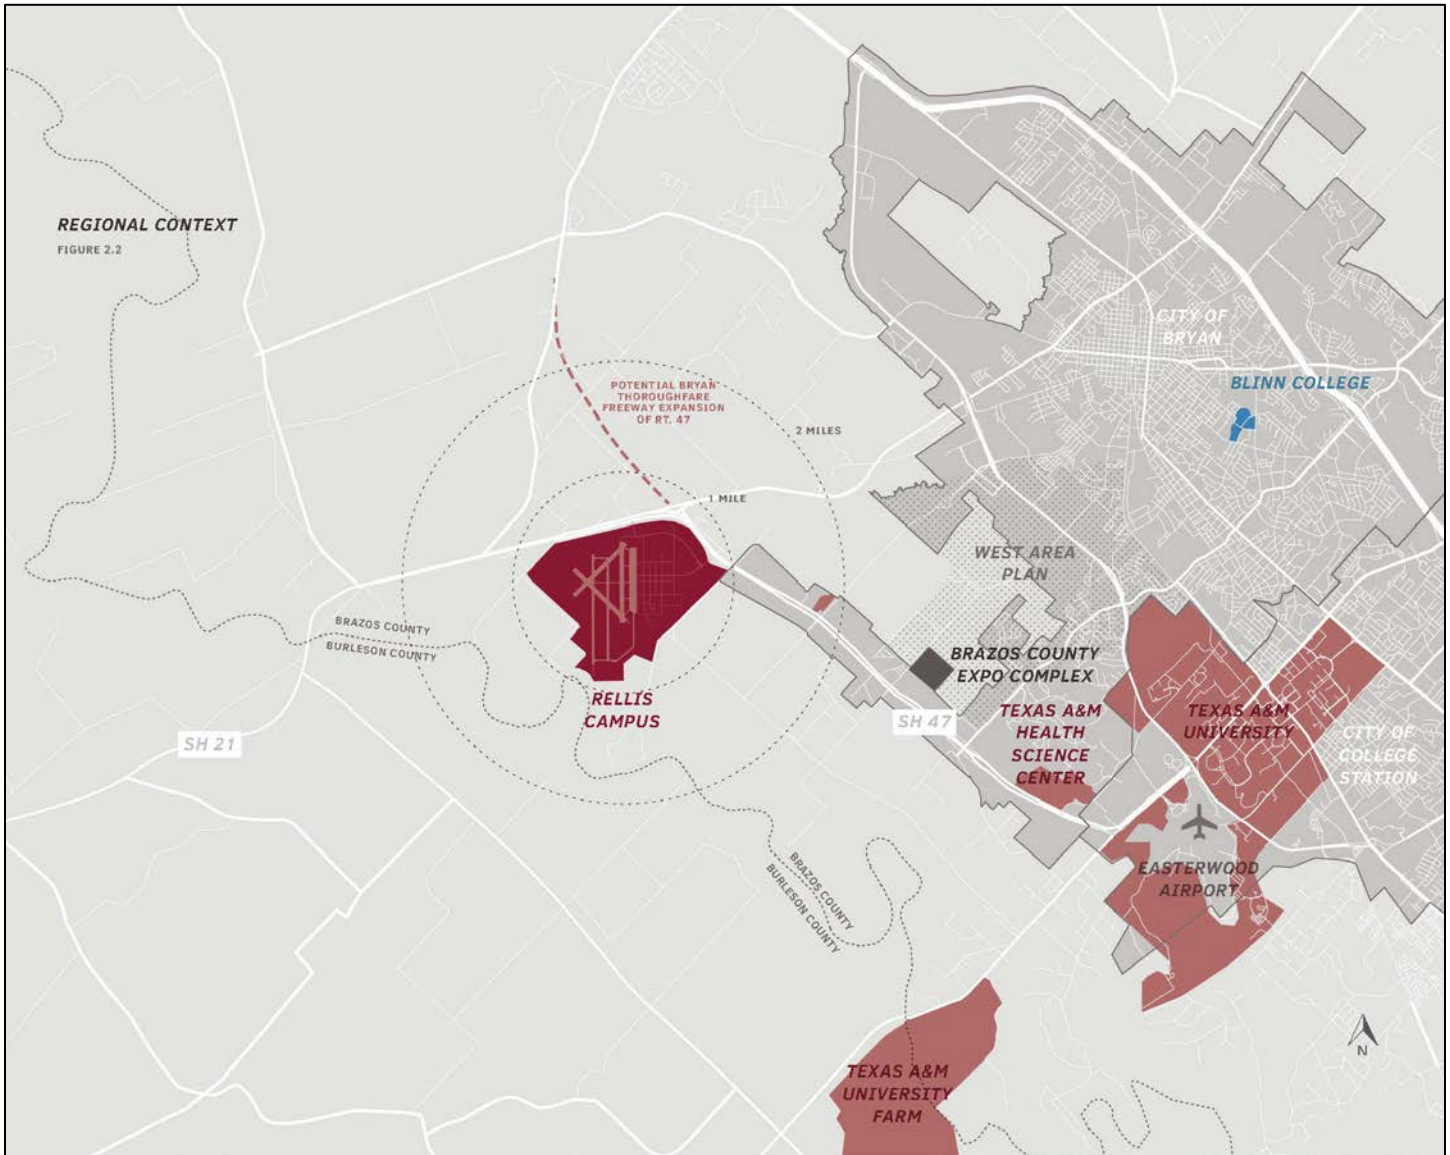 REGIONAL CONTEXT
FIGURE 2.2
CITY OF
BRYAN
BLINN COLLEGE
POTENTIAL BRYAN
THOROUGHFARE
FREEWAY EXPANSION
OF RT. 47
2 MILES
1 MILE
WEST AREA
PLAN
BRAZOS COUNTY
BURLESON COUNTY
BRAZOS COUNTY
EXPO COMPLEX
RELLIS
CAMPUS
SH 47
TEXAS A&M
HEALTH
SCIENCE
CENTER
TEXAS A&M
UNIVERSITY
CITY OF
COLLEGE
STATION
SH 21
BRAZOS COUNTY
BURLESON COUNTY
EASTERWOOD
AIRPORT
N
TEXAS A&M
UNIVERSITY
FARM